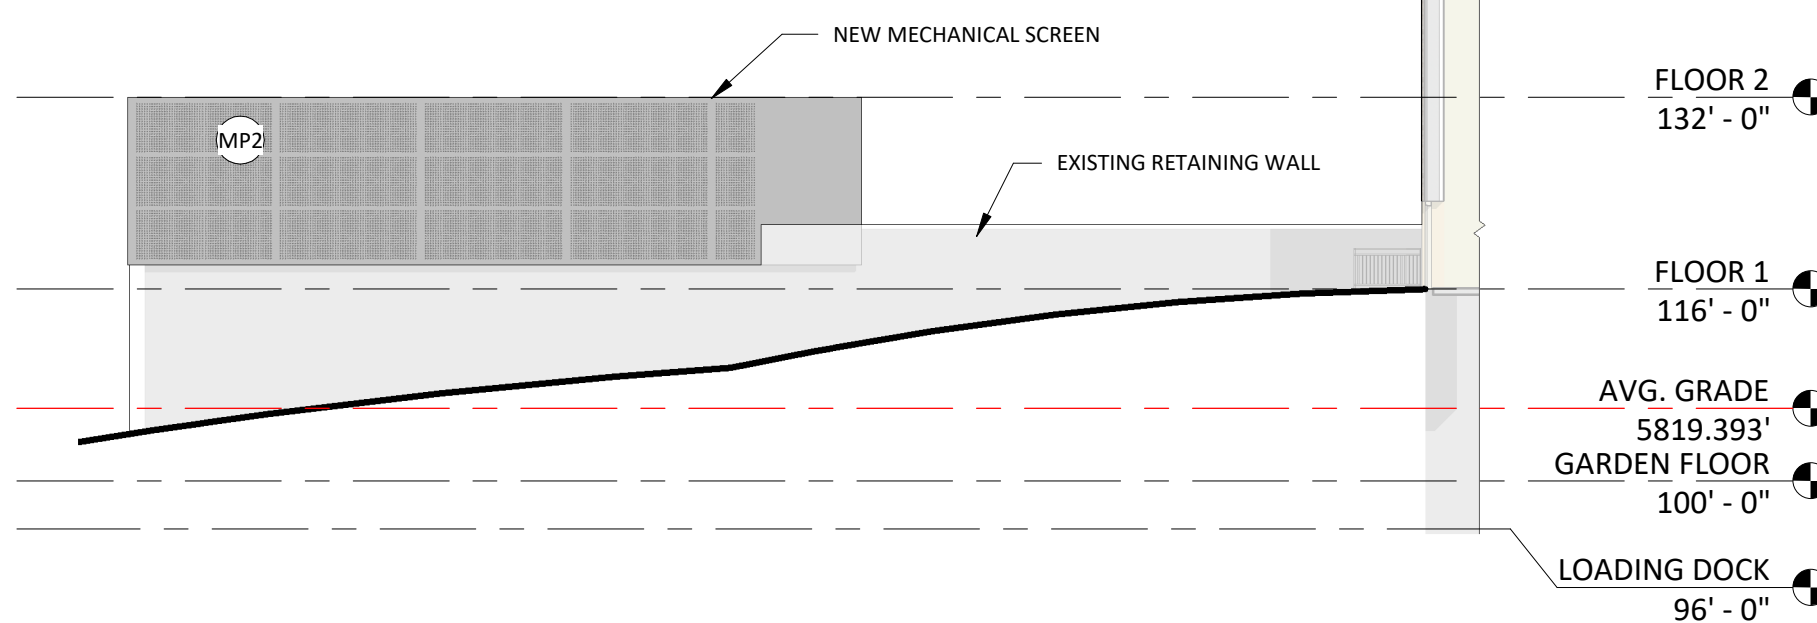 NEW MECHANICAL SCREEN
FLOOR 2
132' - 0"
MP2
EXISTING RETAINING WALL
FLOOR 1
116' - 0"
AVG. GRADE
5819.393'
GARDEN FLOOR
100' - 0"
LOADING DOCK
96' - 0"